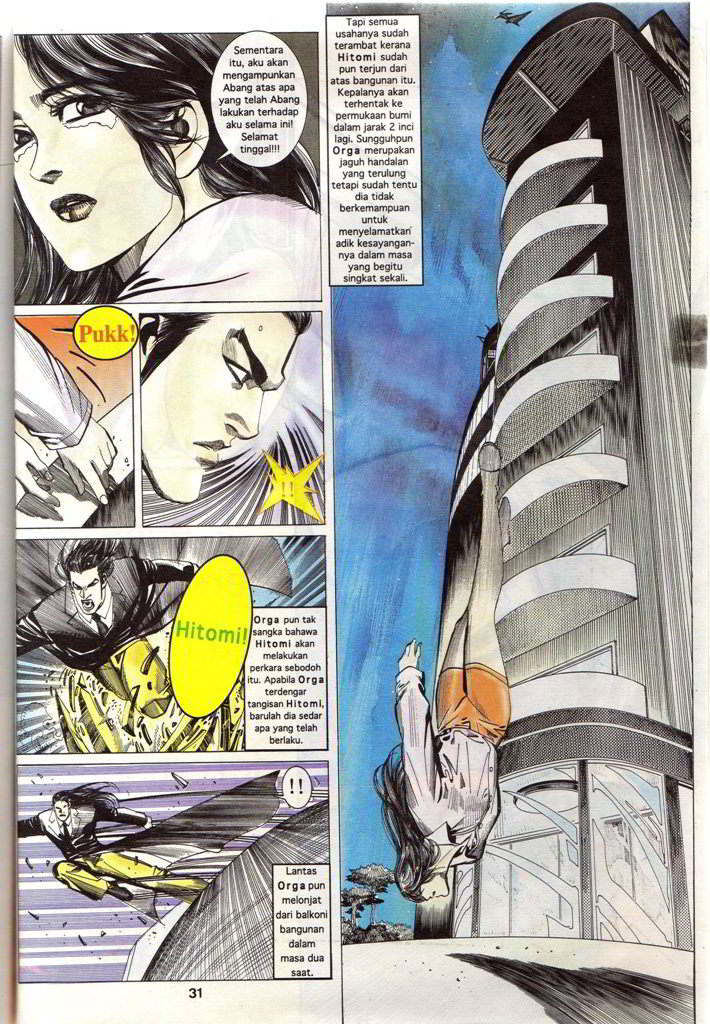 Sementara
itu, aku akan
mengampunkan
Abang atas apa
yang telah Abang
lakukan terhadap
aku selama ini!
Selamat
tinggal!!!!
Pukk!
!!
Hitomi!
Orga pun tak
sangka bahawa
Hitomi akan
melakukan
perkara sebodoh
itu. Apabila Orga
terdengar
tangisan Hitomi,
barulah dia sedar
apa yang telah
berlaku.
!!
Lantas
Orga pun
melonjat
dari balkoni
bangunan
dalam
masa dua
saat.
Tapi semua
usahanya sudah
terambat kerana
Hitomi sudah
pun terjun dari
atas bangunan itu.
Kepalanya akan
terhentak ke
permukaan bumi
dalam jarak 2 inci
lagi. Sungguhpun
Orga merupakan
jaguh handalan
yang terulung
tetapi sudah tentu
dia tidak
berkemampuan
untuk
menyelamatkan
adik kesayangan-
nya dalam masa
yang begitu
singkat sekali.
31